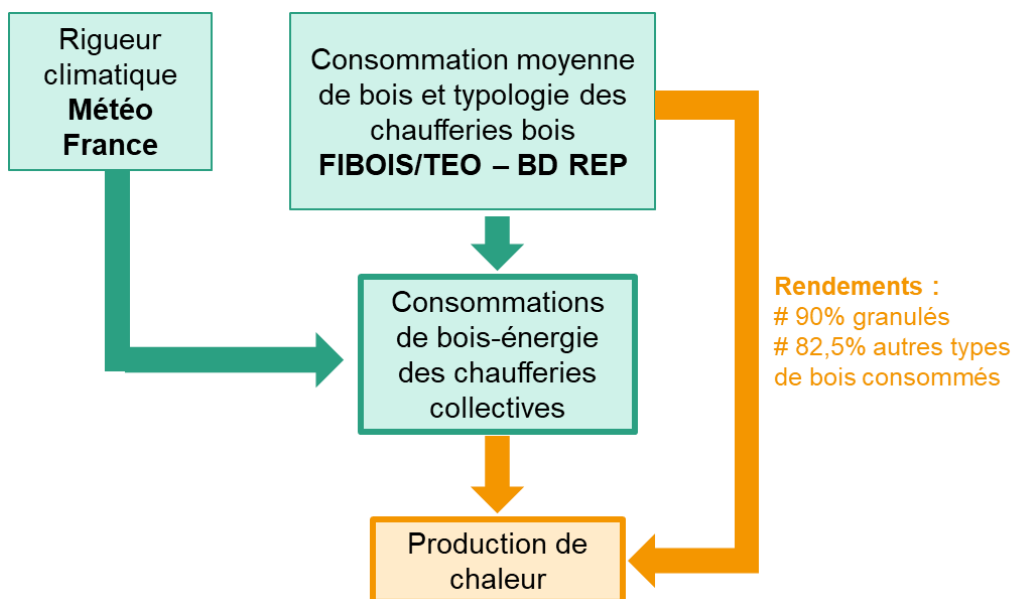 Rigueur
climatique
Météo
France
Consommation moyenne
de bois et typologie des
chaufferies bois
FIBOIS/TEO – BD REP
Consommations
de bois-énergie
des chaufferies
collectives
Rendements :
# 90% granulés
# 82,5% autres types
de bois consommés
Production de
chaleur